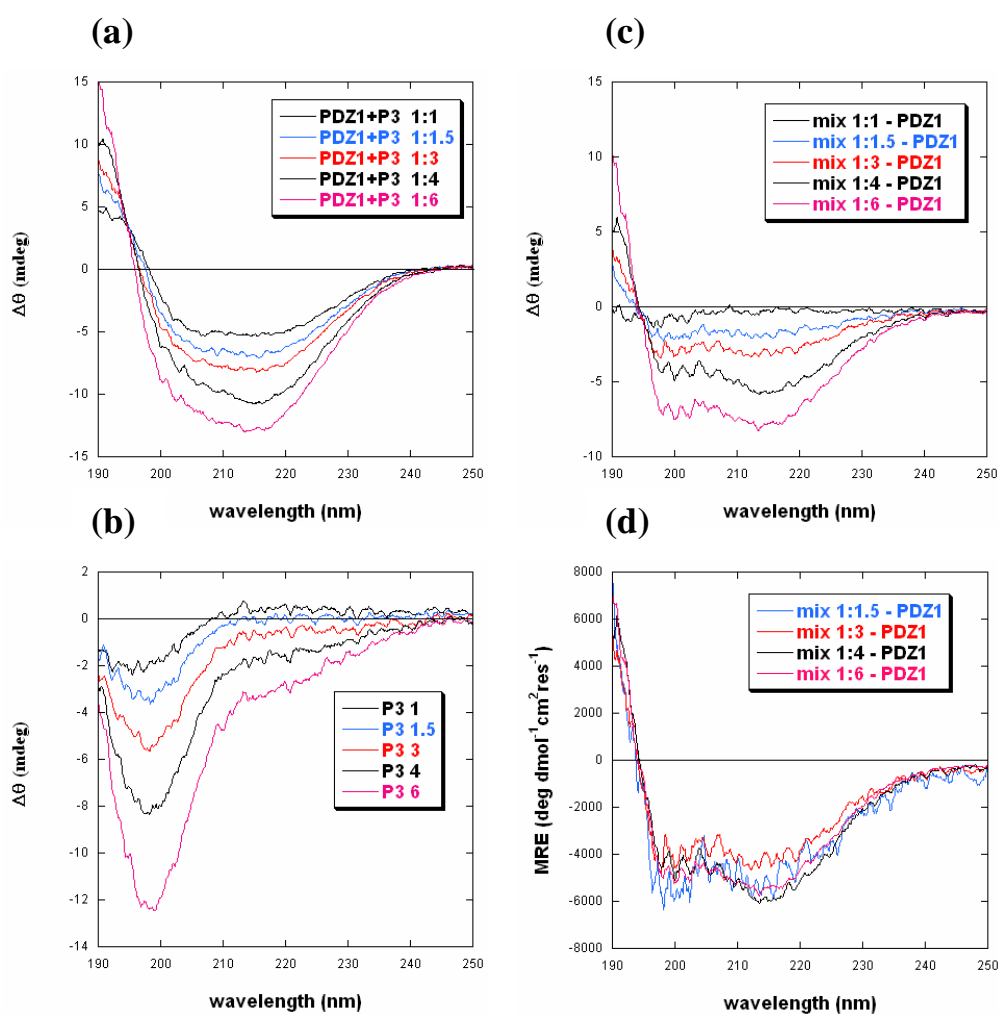 (a)
15
10
5
0
-5
-10
-15
Δθ (mdeg)
PDZ1+P3 1:1
PDZ1+P3 1:1.5
PDZ1+P3 1:3
PDZ1+P3 1:4
PDZ1+P3 1:6
190 200 210 220 230 240 250
wavelength (nm)
(c)
15
10
5
0
-5
-10
Δθ (mdeg)
mix 1:1 - PDZ1
mix 1:1.5 - PDZ1
mix 1:3 - PDZ1
mix 1:4 - PDZ1
mix 1:6 - PDZ1
190 200 210 220 230 240 250
wavelength (nm)
(b)
2
0
-2
-4
-6
-8
-10
-12
-14
Δθ (mdeg)
P3 1
P3 1.5
P3 3
P3 4
P3 6
190 200 210 220 230 240 250
wavelength (nm)
(d)
8000
6000
4000
2000
0
-2000
-4000
-6000
-8000
MRE (deg dmol⁻¹cm²res⁻¹)
mix 1:1.5 - PDZ1
mix 1:3 - PDZ1
mix 1:4 - PDZ1
mix 1:6 - PDZ1
190 200 210 220 230 240 250
wavelength (nm)